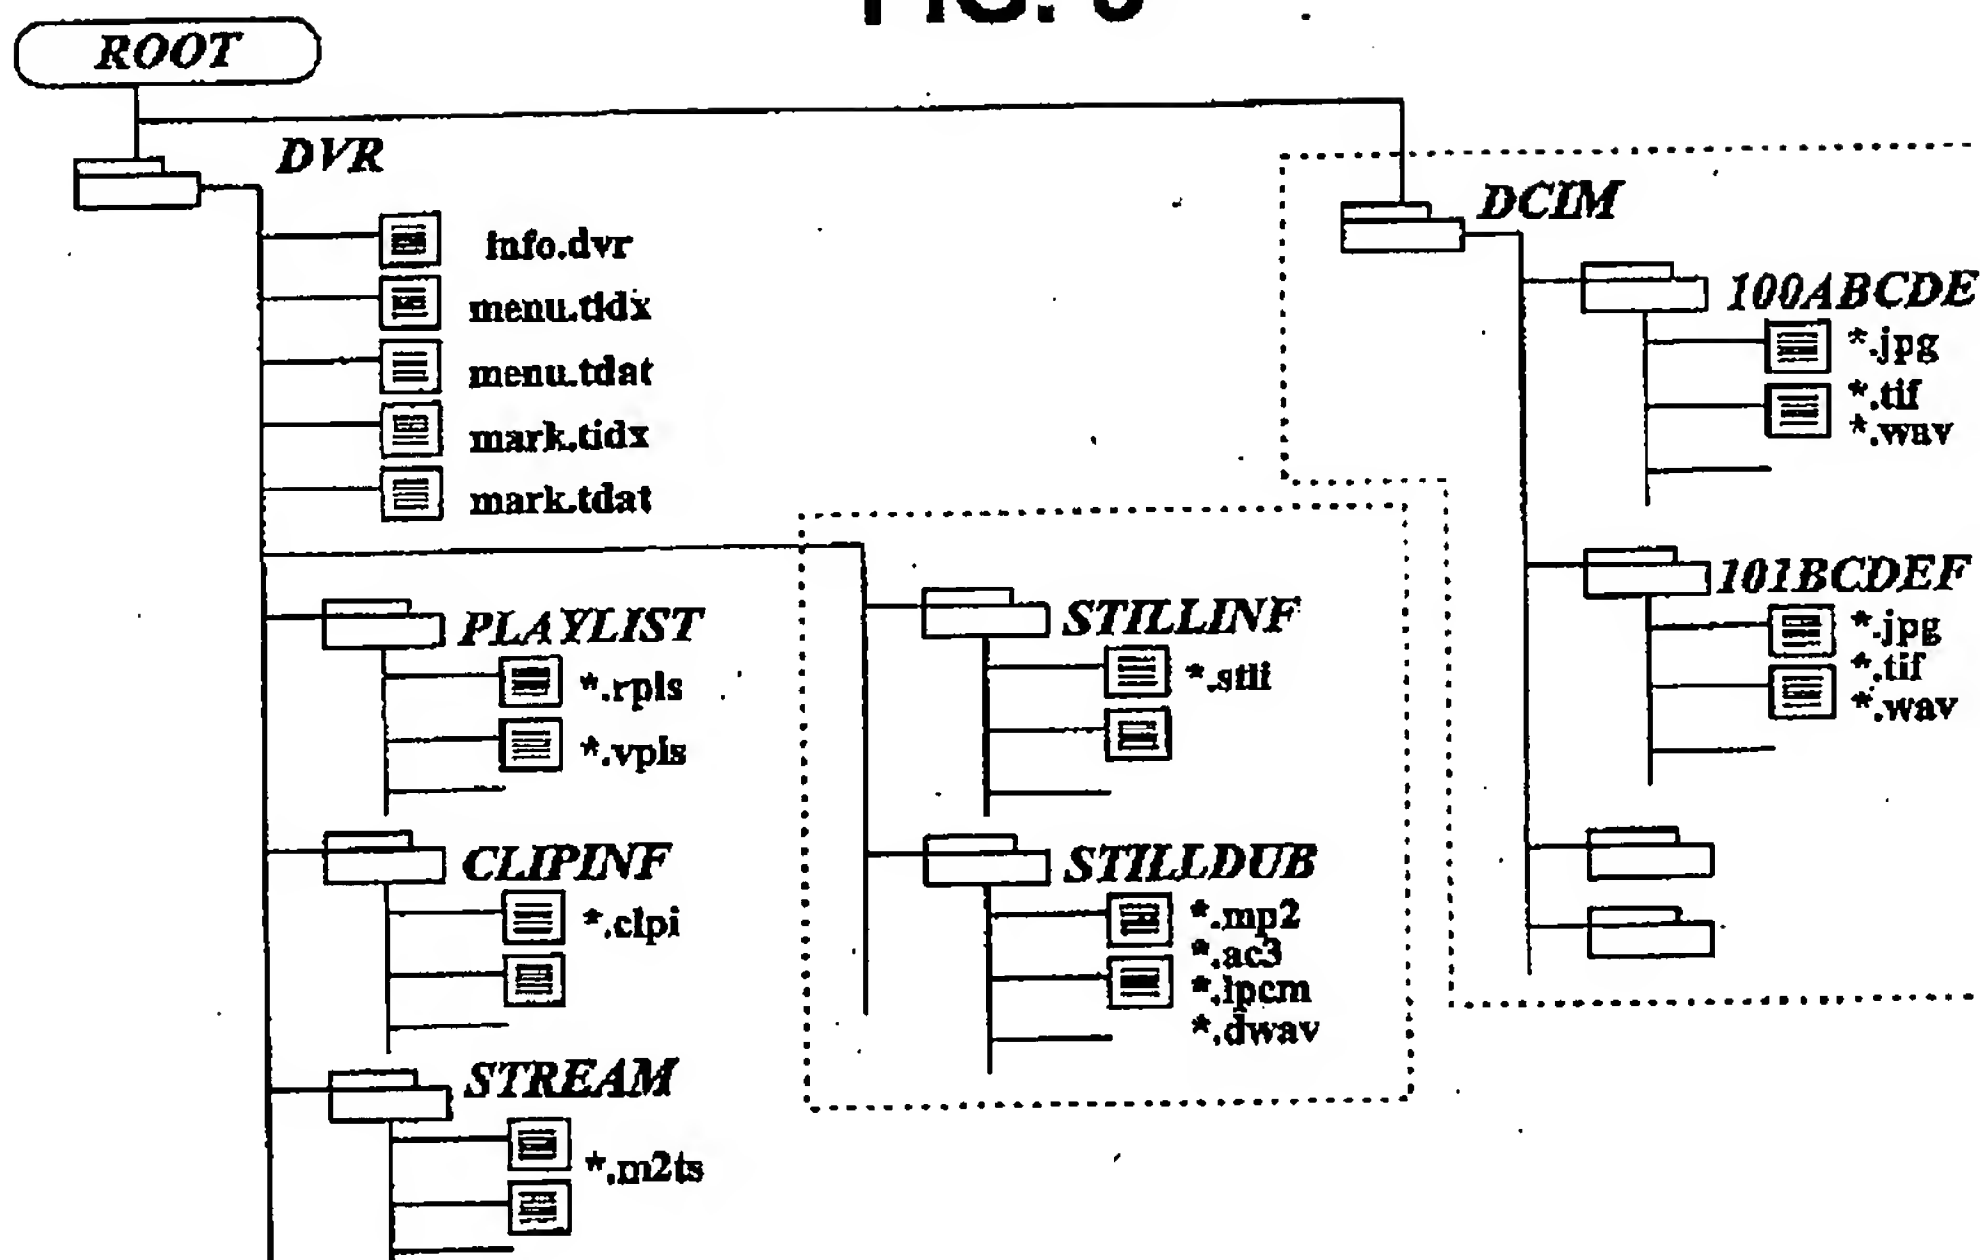 ROOT
DVR
info.dvr
menu.tidx
menu.tdat
mark.tidx
mark.tdat
PLAYLIST
*.rpls
*.vpls
CLIPINF
*.clpi
STREAM
*.m2ts
STILLINF
*.stli
STILLDUB
*.mp2
*.ac3
*.lpcm
*.dwav
DCIM
100ABCDE
*.jpg
*.tif
*.wav
101BCDEF
*.jpg
*.tif
*.wav